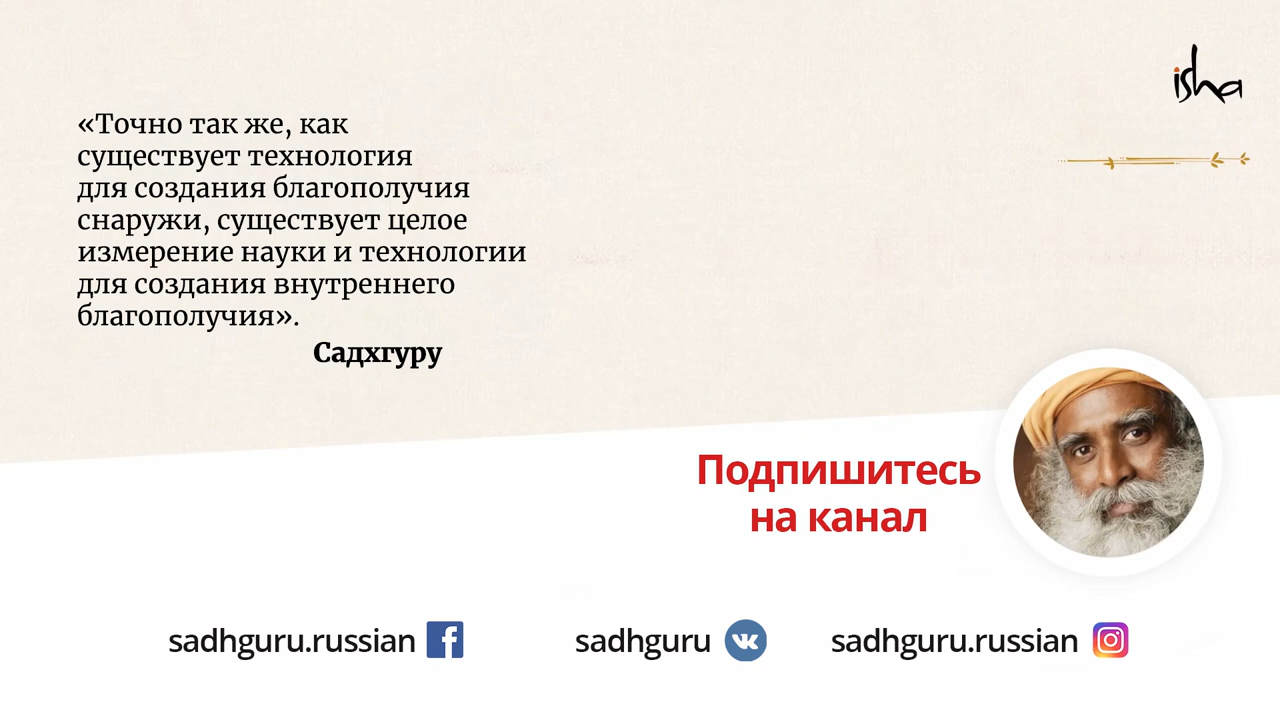 isha
«Точно так же, как
существует технология
для создания благополучия
снаружи, существует целое
измерение науки и технологии
для создания внутреннего
благополучия».
Садхгуру
Подпишитесь
на канал
sadhguru.russian
sadhguru
sadhguru.russian